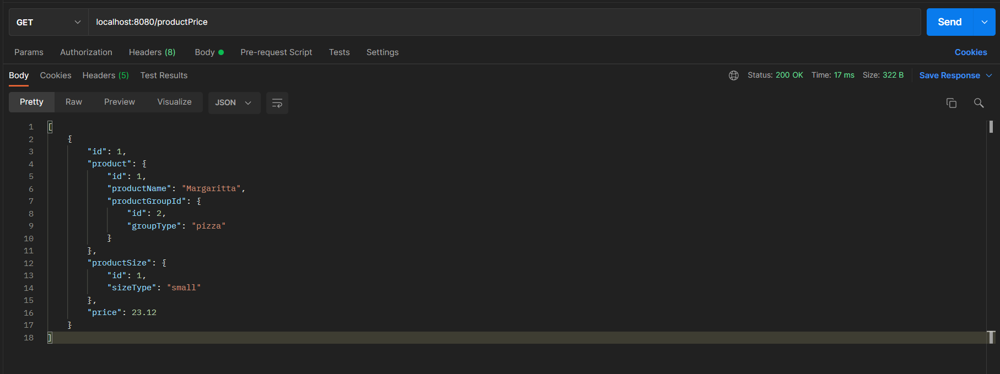 GET localhost:8080/productPrice Send
Params Authorization Headers (8) Body Pre-request Script Tests Settings Cookies
Body Cookies Headers (5) Test Results Status: 200 OK Time: 17 ms Size: 322 B Save Response
Pretty Raw Preview Visualize JSON
1 [
2 {
3 "id": 1,
4 "product": {
5 "id": 1,
6 "productName": "Margaritta",
7 "productGroupId": {
8 "id": 2,
9 "groupType": "pizza"
10 }
11 },
12 "productSize": {
13 "id": 1,
14 "sizeType": "small"
15 },
16 "price": 23.12
17 }
18 ]